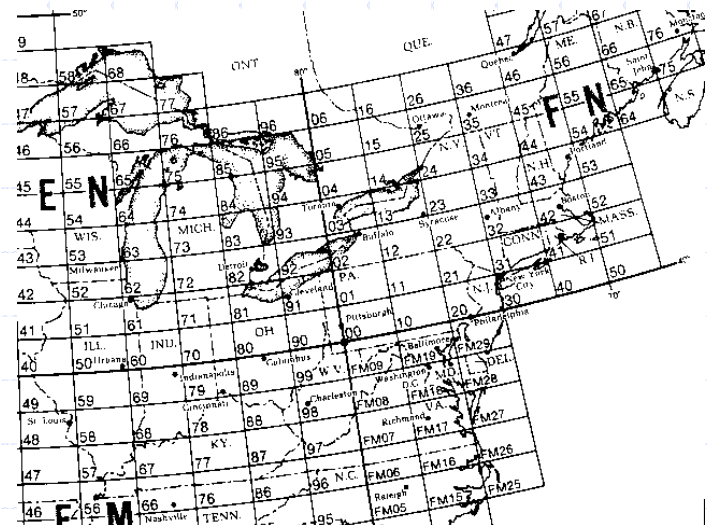 50°
9
48
58
68
77
47
57
67
ONT
QUE.
80°
46
76
86
96
06
16
26
36
46
47
57
67
ME.
N.B.
76
Quebec
56
66
Saint John
75
N.S.
65
64
55
54
F N
Ottawa
25
35
Montreal
45
VT
N.Y.
34
44
N.H.
43
53
Portland
05
15
24
14
04
Toronto
95
85
75
65
55
45
E N
94
84
74
64
54
44
WIS.
MICH.
03
13
23
33
Syracuse
Albany
42
52
Boston
MASS.
93
83
73
63
53
43
Milwaukee
Detroit
Buffalo
02
12
22
32
CONN
41
51
R.I.
92
82
72
62
52
42
Chicago
Cleveland
PA.
01
11
21
31
N.J.
New York City
30
40
50
70°
91
81
71
61
51
41
ILL.
IND.
OH
Pittsburgh
00
10
20
Philadelphia
90
80
70
60
50
40
Urbana
Indianapolis
Columbus
W.V.
FM09
FM19
FM29
Baltimore
Washington D.C.
MD.
DEL.
99
89
79
69
59
49
Cincinnati
Charleston
FM08
FM18
FM28
VA.
98
88
78
68
58
48
St. Louis
KY.
Richmond
FM07
FM17
FM27
97
87
77
67
57
47
N.C.
FM06
FM16
FM26
96
86
76
66
56
46
F M
Nashville
TENN.
95
Raleigh
FM05
FM15
FM25